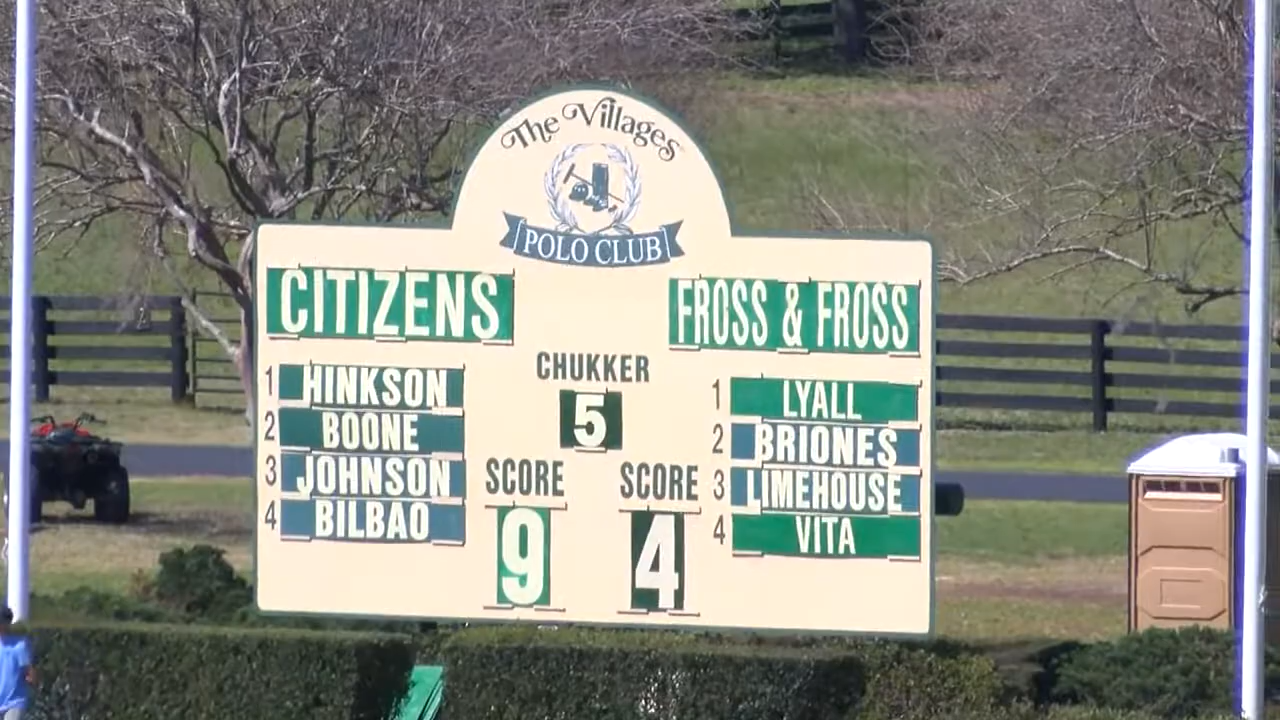 The Villages
POLO CLUB
CITIZENS
1 HINKSON
2 BOONE
3 JOHNSON
4 BILBAO
CHUKKER
5
SCORE SCORE
9 4
FROSS & FROSS
1 LYALL
2 BRIONES
3 LIMEHOUSE
4 VITA